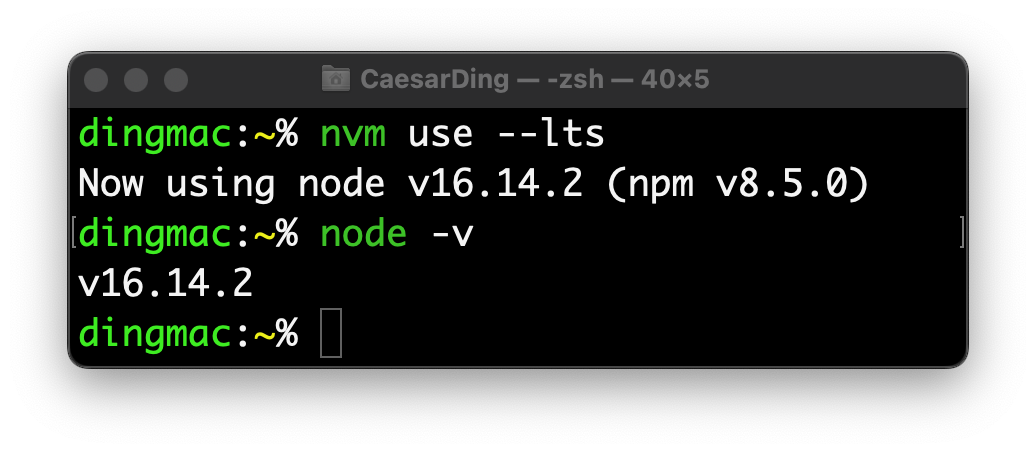 CaesarDing — -zsh — 40×5
dingmac:~% nvm use --lts
Now using node v16.14.2 (npm v8.5.0)
dingmac:~% node -v
v16.14.2
dingmac:~%